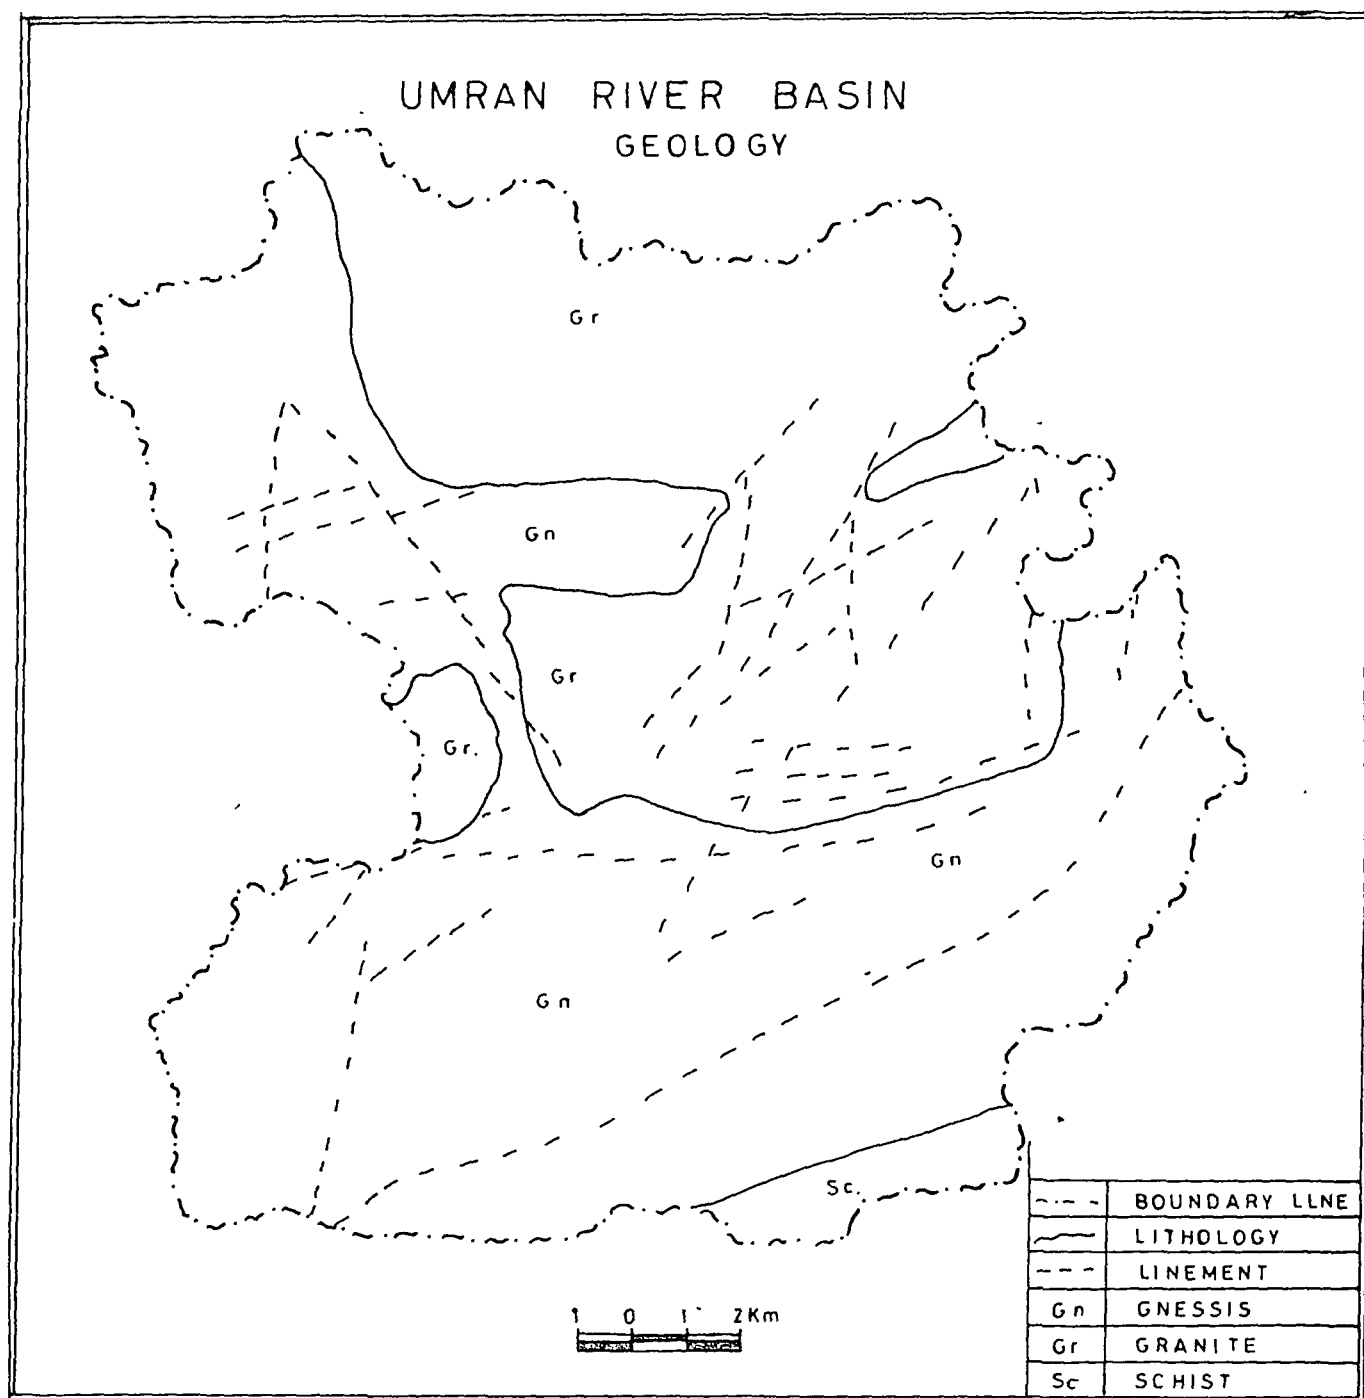 UMRAN RIVER BASIN
GEOLOGY
Gr
Gn
Gr
Gr.
Gn
Gn
Sc.
BOUNDARY LLNE
LITHOLOGY
LINEMENT
Gn GNESSIS
Gr GRANITE
Sc SCHIST
1 0 1 2Km